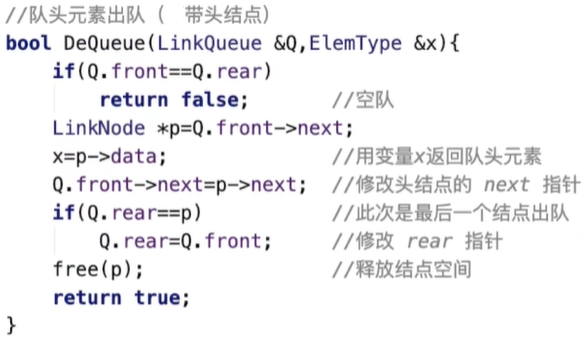 //队头元素出队( 带头结点)
bool DeQueue(LinkQueue &Q,ElemType &x){
    if(Q.front==Q.rear)
        return false;        //空队
    LinkNode *p=Q.front->next;
    x=p->data;               //用变量x返回队头元素
    Q.front->next=p->next;   //修改头结点的 next 指针
    if(Q.rear==p)            //此次是最后一个结点出队
        Q.rear=Q.front;      //修改 rear 指针
    free(p);                 //释放结点空间
    return true;
}